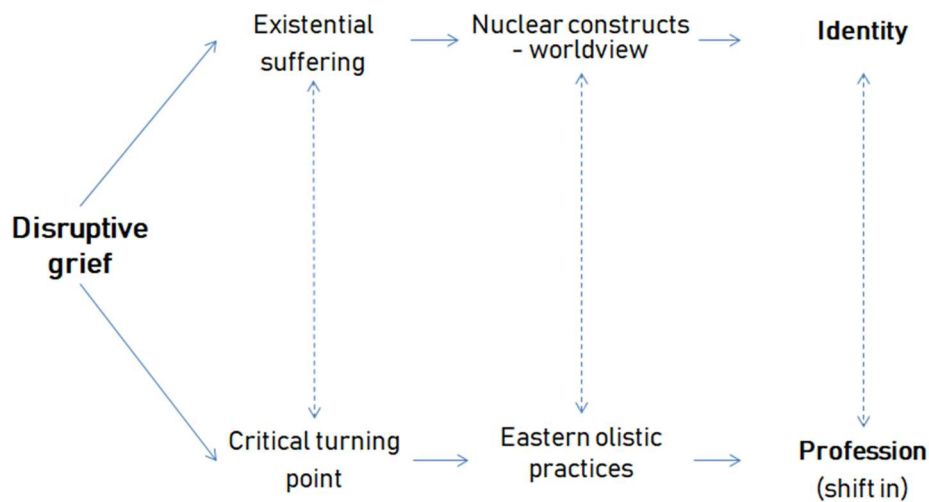 Existential
suffering
Nuclear constructs
- worldview
Identity
Disruptive
grief
Critical turning
point
Eastern olistic
practices
Profession
(shift in)